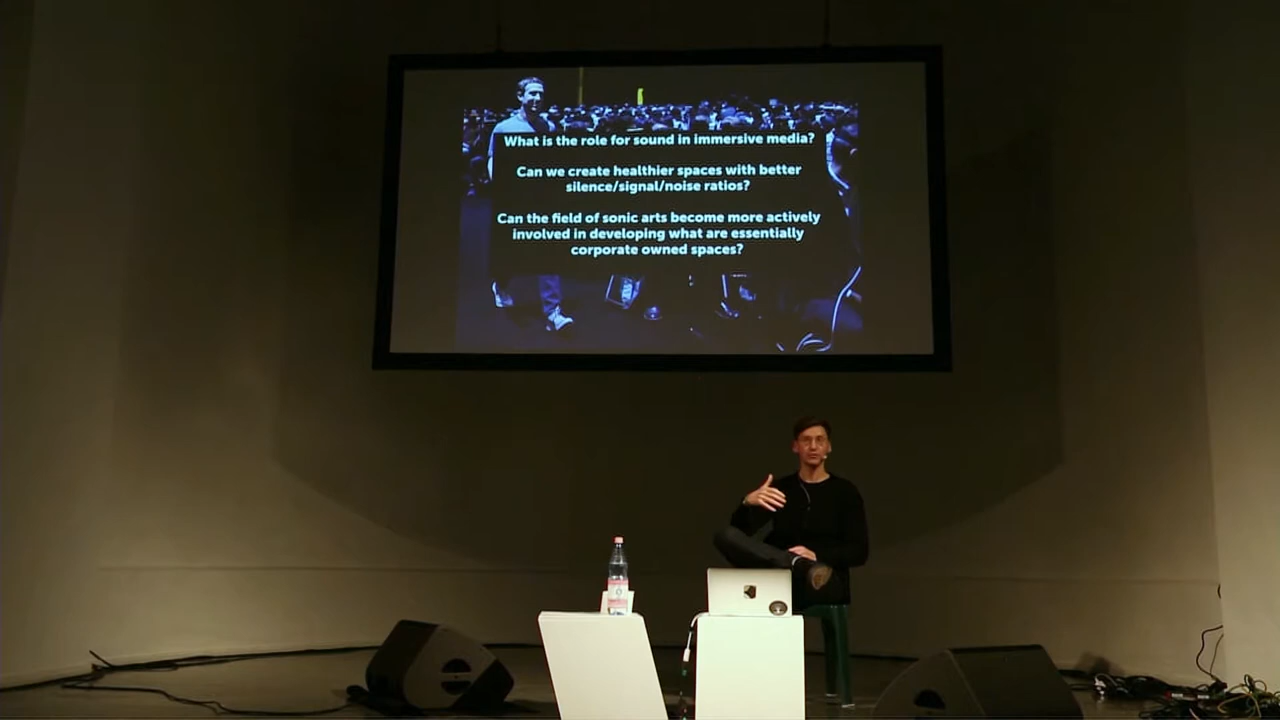 What is the role for sound in immersive media?
Can we create healthier spaces with better
silence/signal/noise ratios?
Can the field of sonic arts become more actively
involved in developing what are essentially
corporate owned spaces?